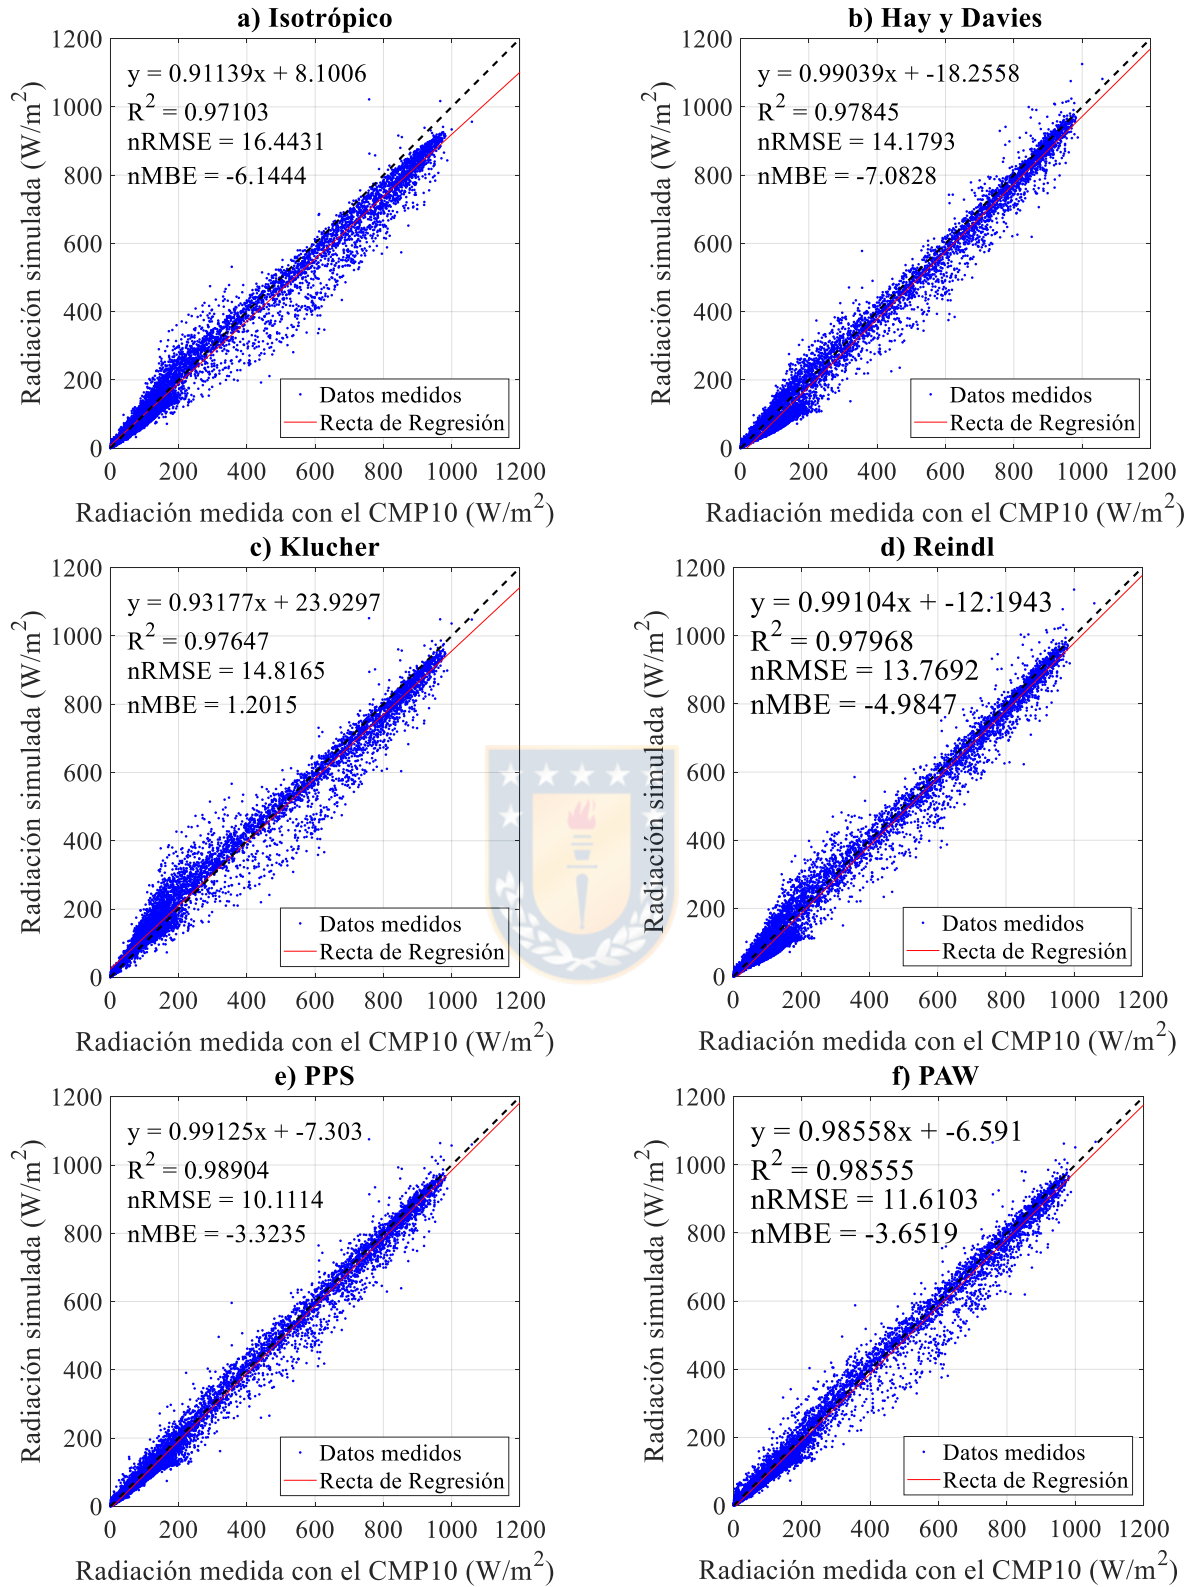 a) Isotrópico
y = 0.91139x + 8.1006
R² = 0.97103
nRMSE = 16.4431
nMBE = -6.1444
1200
1000
800
600
400
200
0
Radiación simulada (W/m²)
Datos medidos
Recta de Regresión
0 200 400 600 800 1000 1200
Radiación medida con el CMP10 (W/m²)
b) Hay y Davies
y = 0.99039x + -18.2558
R² = 0.97845
nRMSE = 14.1793
nMBE = -7.0828
1200
1000
800
600
400
200
0
Radiación simulada (W/m²)
Datos medidos
Recta de Regresión
0 200 400 600 800 1000 1200
Radiación medida con el CMP10 (W/m²)
c) Klucher
y = 0.93177x + 23.9297
R² = 0.97647
nRMSE = 14.8165
nMBE = 1.2015
1200
1000
800
600
400
200
0
Radiación simulada (W/m²)
Datos medidos
Recta de Regresión
0 200 400 600 800 1000 1200
Radiación medida con el CMP10 (W/m²)
d) Reindl
y = 0.99104x + -12.1943
R² = 0.97968
nRMSE = 13.7692
nMBE = -4.9847
1200
1000
800
600
400
200
0
Radiación simulada (W/m²)
Datos medidos
Recta de Regresión
0 200 400 600 800 1000 1200
Radiación medida con el CMP10 (W/m²)
e) PPS
y = 0.99125x + -7.303
R² = 0.98904
nRMSE = 10.1114
nMBE = -3.3235
1200
1000
800
600
400
200
0
Radiación simulada (W/m²)
Datos medidos
Recta de Regresión
0 200 400 600 800 1000 1200
Radiación medida con el CMP10 (W/m²)
f) PAW
y = 0.98558x + -6.591
R² = 0.98555
nRMSE = 11.6103
nMBE = -3.6519
1200
1000
800
600
400
200
0
Radiación simulada (W/m²)
Datos medidos
Recta de Regresión
0 200 400 600 800 1000 1200
Radiación medida con el CMP10 (W/m²)